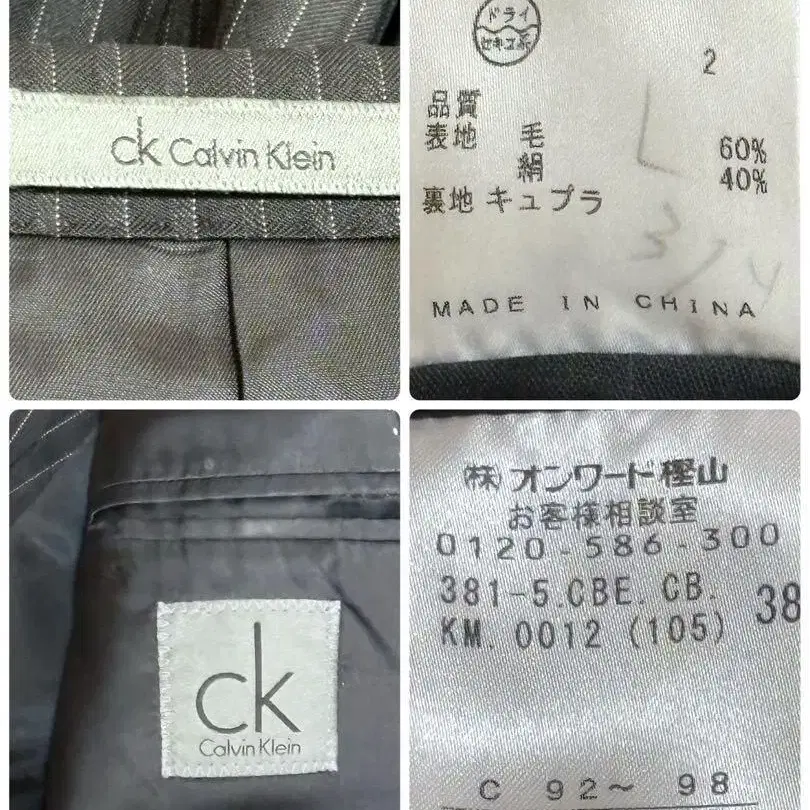 ck Calvin Klein
ドライ
セキユ系
2
品質
表地 毛 60%
絹 40%
裏地 キュプラ
L
MADE IN CHINA
ck
Calvin Klein
㈱オンワード樫山
お客様相談室
0120-586-300
381-5.CBE.CB. 38
KM.0012 (105)
C 92～ 98